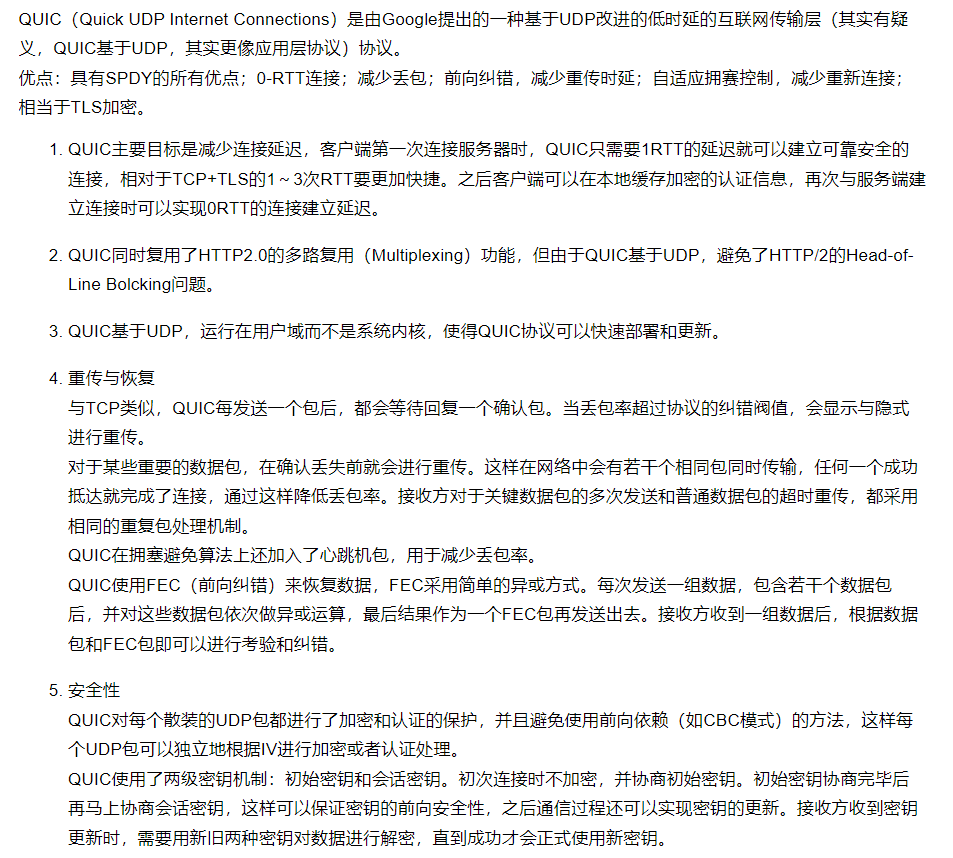 QUIC（Quick UDP Internet Connections）是由Google提出的一种基于UDP改进的低时延的互联网传输层（其实有疑
义，QUIC基于UDP，其实更像应用层协议）协议。
优点：具有SPDY的所有优点；0-RTT连接；减少丢包；前向纠错，减少重传时延；自适应拥赛控制，减少重新连接；
相当于TLS加密。
1. QUIC主要目标是减少连接延迟，客户端第一次连接服务器时，QUIC只需要1RTT的延迟就可以建立可靠安全的
连接，相对于TCP+TLS的1～3次RTT要更加快捷。之后客户端可以在本地缓存加密的认证信息，再次与服务端建
立连接时可以实现0RTT的连接建立延迟。
2. QUIC同时复用了HTTP2.0的多路复用（Multiplexing）功能，但由于QUIC基于UDP，避免了HTTP/2的Head-of-
Line Bolcking问题。
3. QUIC基于UDP，运行在用户域而不是系统内核，使得QUIC协议可以快速部署和更新。
4. 重传与恢复
与TCP类似，QUIC每发送一个包后，都会等待回复一个确认包。当丢包率超过协议的纠错阀值，会显示与隐式
进行重传。
对于某些重要的数据包，在确认丢失前就会进行重传。这样在网络中会有若干个相同包同时传输，任何一个成功
抵达就完成了连接，通过这样降低丢包率。接收方对于关键数据包的多次发送和普通数据包的超时重传，都采用
相同的重复包处理机制。
QUIC在拥塞避免算法上还加入了心跳机包，用于减少丢包率。
QUIC使用FEC（前向纠错）来恢复数据，FEC采用简单的异或方式。每次发送一组数据，包含若干个数据包
后，并对这些数据包依次做异或运算，最后结果作为一个FEC包再发送出去。接收方收到一组数据后，根据数据
包和FEC包即可以进行考验和纠错。
5. 安全性
QUIC对每个散装的UDP包都进行了加密和认证的保护，并且避免使用前向依赖（如CBC模式）的方法，这样每
个UDP包可以独立地根据IV进行加密或者认证处理。
QUIC使用了两级密钥机制：初始密钥和会话密钥。初次连接时不加密，并协商初始密钥。初始密钥协商完毕后
再马上协商会话密钥，这样可以保证密钥的前向安全性，之后通信过程还可以实现密钥的更新。接收方收到密钥
更新时，需要用新旧两种密钥对数据进行解密，直到成功才会正式使用新密钥。